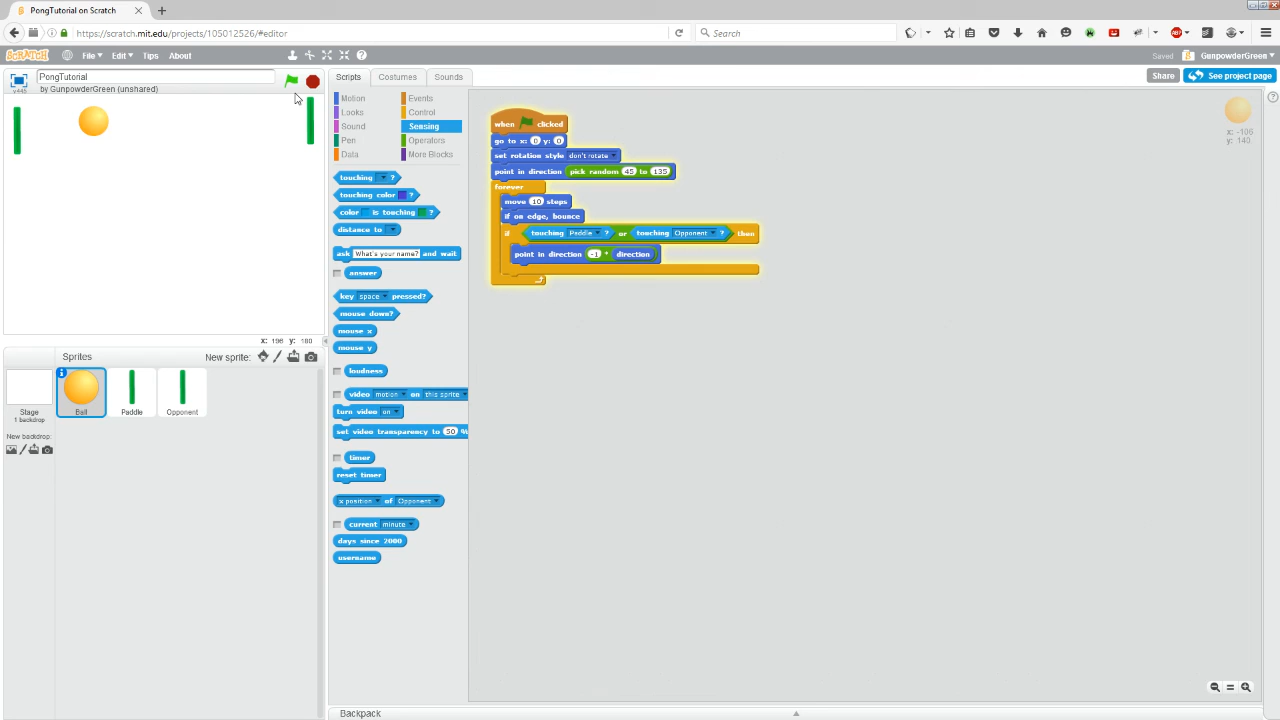 PongTutorial on Scratch
https://scratch.mit.edu/projects/105012526/#editor
Search
SCRATCH File Edit Tips About Saved GunpowderGreen
PongTutorial
by GunpowderGreen (unshared)
Scripts Costumes Sounds
Share See project page
Motion Events
Looks Control
Sound Sensing
Pen Operators
Data More Blocks
touching ?
touching color ?
color is touching ?
distance to
ask What's your name? and wait
answer
key space pressed?
mouse down?
mouse x
mouse y
loudness
video motion on this sprite
turn video on
set video transparency to 50 %
timer
reset timer
x position of Opponent
current minute
days since 2000
username
when clicked
go to x: 0 y: 0
set rotation style don't rotate
point in direction pick random 45 to 135
forever
move 10 steps
if on edge, bounce
if touching Paddle ? or touching Opponent ? then
point in direction -1 * direction
x: -106
y: 140
x: 196 y: 180
Sprites New sprite:
Stage
1 backdrop
New backdrop:
Ball Paddle Opponent
Backpack